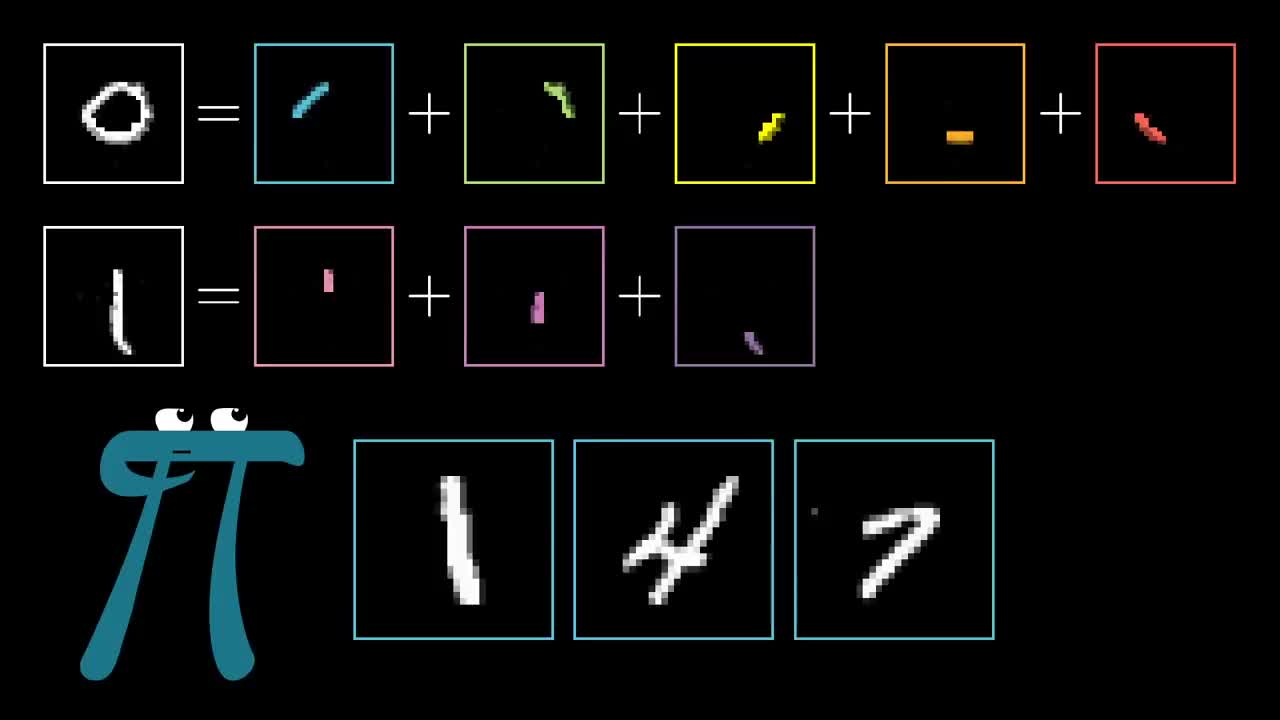 0 = + + + +
1 = + +
1 4 7